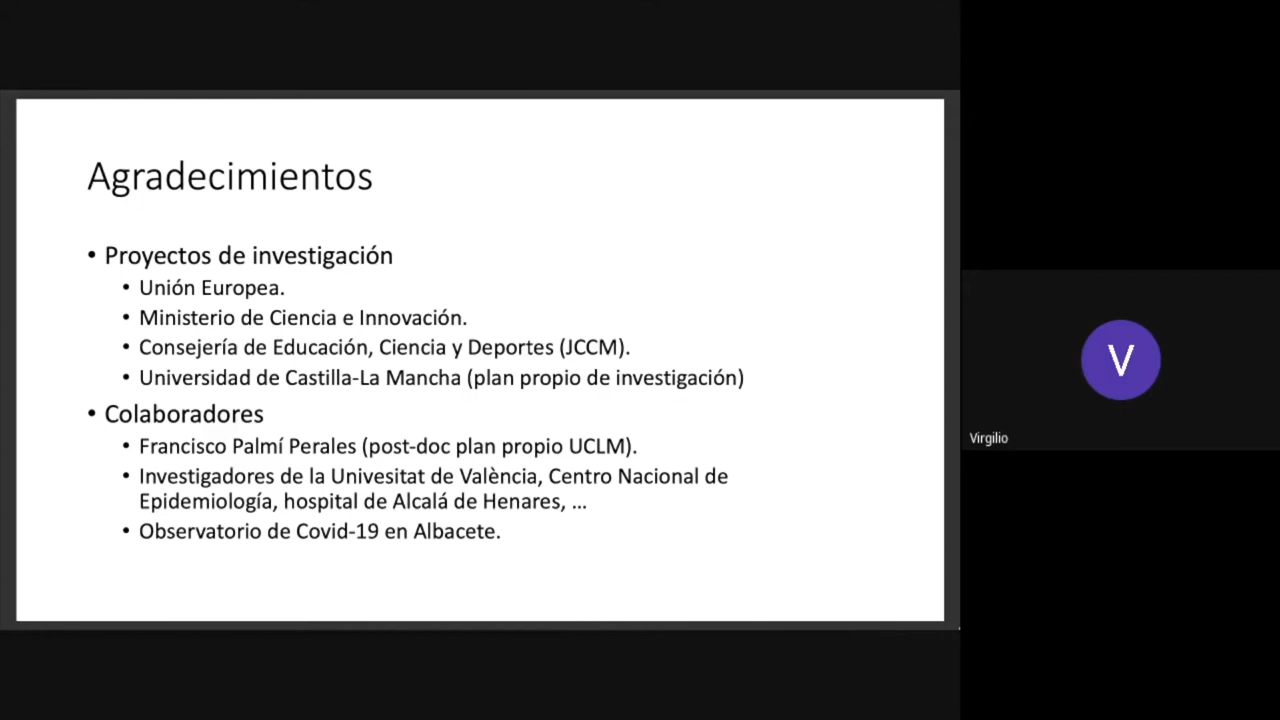 Agradecimientos
• Proyectos de investigación
• Unión Europea.
• Ministerio de Ciencia e Innovación.
• Consejería de Educación, Ciencia y Deportes (JCCM).
• Universidad de Castilla-La Mancha (plan propio de investigación)
• Colaboradores
• Francisco Palmí Perales (post-doc plan propio UCLM).
• Investigadores de la Univesitat de València, Centro Nacional de
Epidemiología, hospital de Alcalá de Henares, ...
• Observatorio de Covid-19 en Albacete.
V
Virgilio